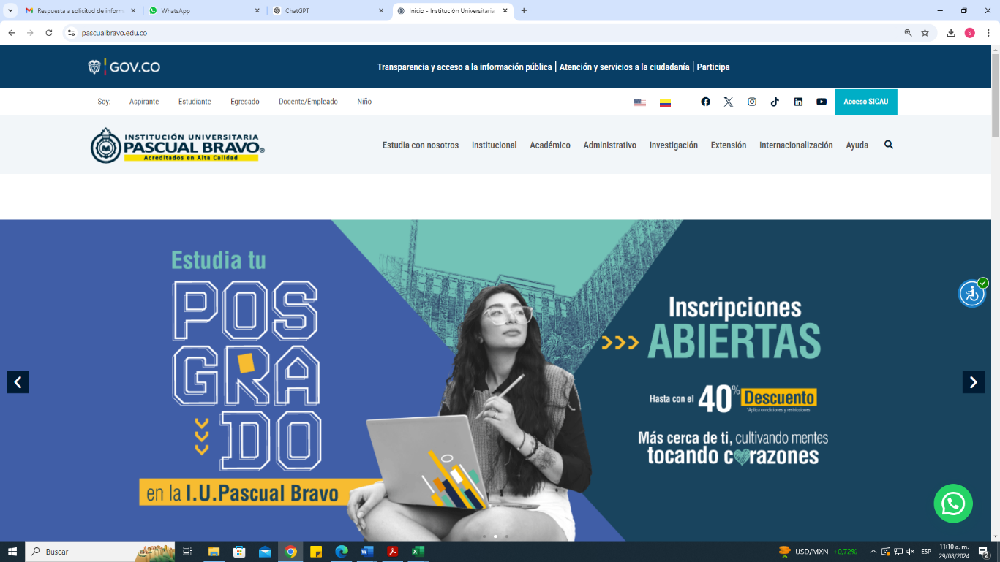 Respuesta a solicitud de inform
WhatsApp
ChatGPT
Inicio - Institución Universitaria
pascualbravo.edu.co
S
GOV.CO
Transparencia y acceso a la información pública | Atención y servicios a la ciudadanía | Participa
Soy: Aspirante Estudiante Egresado Docente/Empleado Niño
Acceso SICAU
INSTITUCIÓN UNIVERSITARIA
PASCUAL BRAVO®
Acreditados en Alta Calidad
Estudia con nosotros Institucional Académico Administrativo Investigación Extensión Internacionalización Ayuda
Estudia tu
POS
GRA
DO
en la I.U.Pascual Bravo
Inscripciones
>>> ABIERTAS
Hasta con el 40% Descuento
*Aplica condiciones y restricciones.
Más cerca de ti, cultivando mentes
tocando corazones
Buscar
USD/MXN +0,72%
ESP
11:10 a. m.
29/08/2024
2